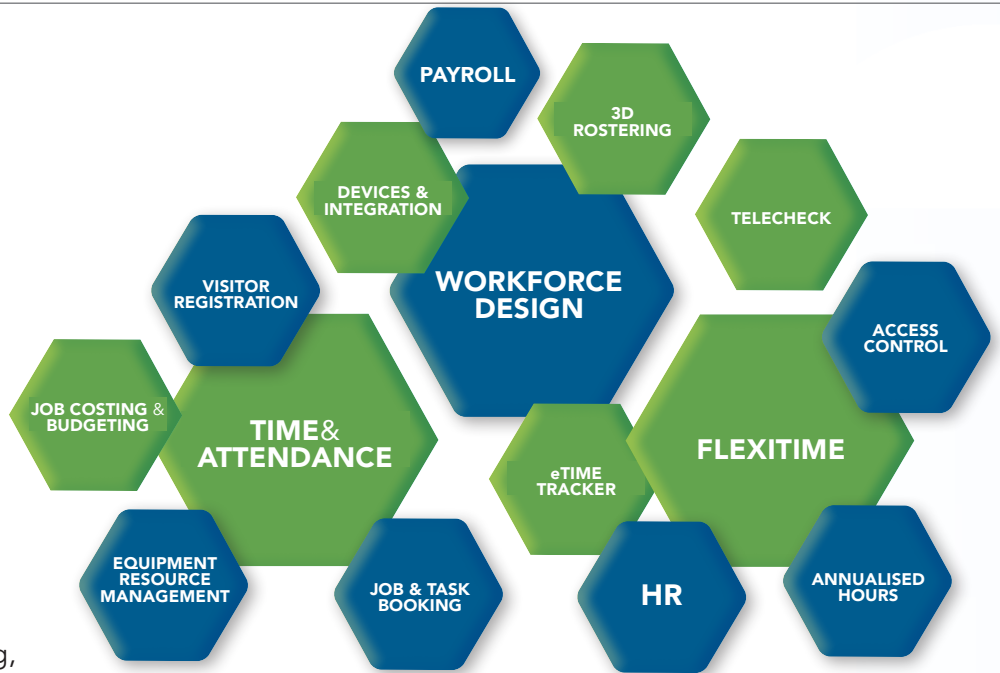 PAYROLL
3D
ROSTERING
DEVICES &
INTEGRATION
TELECHECK
VISITOR
REGISTRATION
WORKFORCE
DESIGN
ACCESS
CONTROL
JOB COSTING &
BUDGETING
TIME&
ATTENDANCE
eTIME
TRACKER
FLEXITIME
EQUIPMENT
RESOURCE
MANAGEMENT
JOB & TASK
BOOKING
HR
ANNUALISED
HOURS
g,